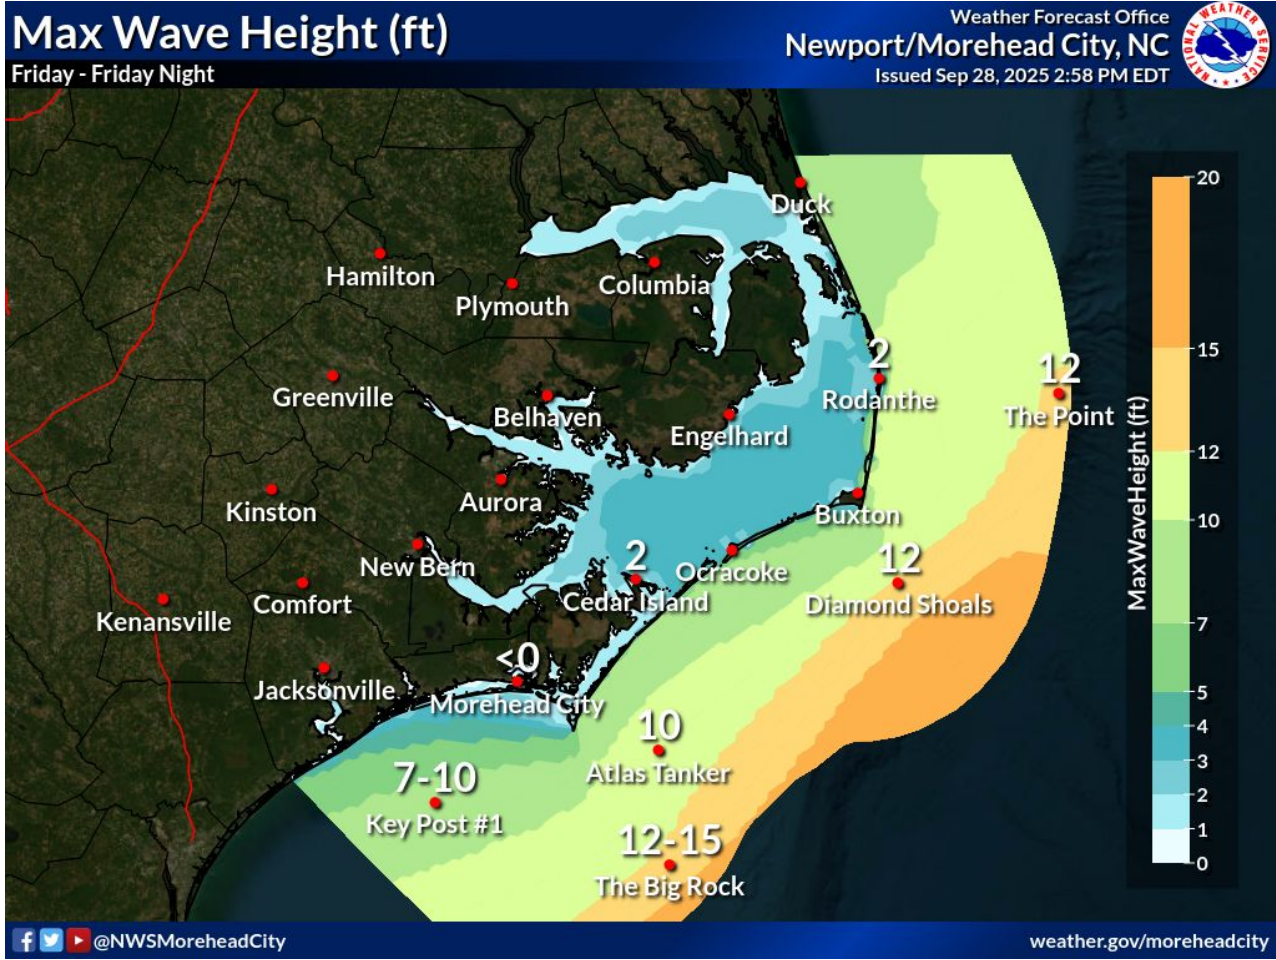 Max Wave Height (ft)
Friday - Friday Night
Weather Forecast Office
Newport/Morehead City, NC
Issued Sep 28, 2025 2:58 PM EDT
NATIONAL WEATHER SERVICE
Duck
Hamilton
Columbia
Plymouth
2
Rodanthe
12
The Point
Greenville
Belhaven
Engelhard
Aurora
Kinston
Buxton
New Bern
2
Cedar Island
Ocracoke
12
Diamond Shoals
Comfort
Kenansville
<0
Morehead City
Jacksonville
10
Atlas Tanker
7-10
Key Post #1
12-15
The Big Rock
MaxWaveHeight (ft)
20
15
12
10
7
5
4
3
2
1
0
@NWSMoreheadCity
weather.gov/moreheadcity